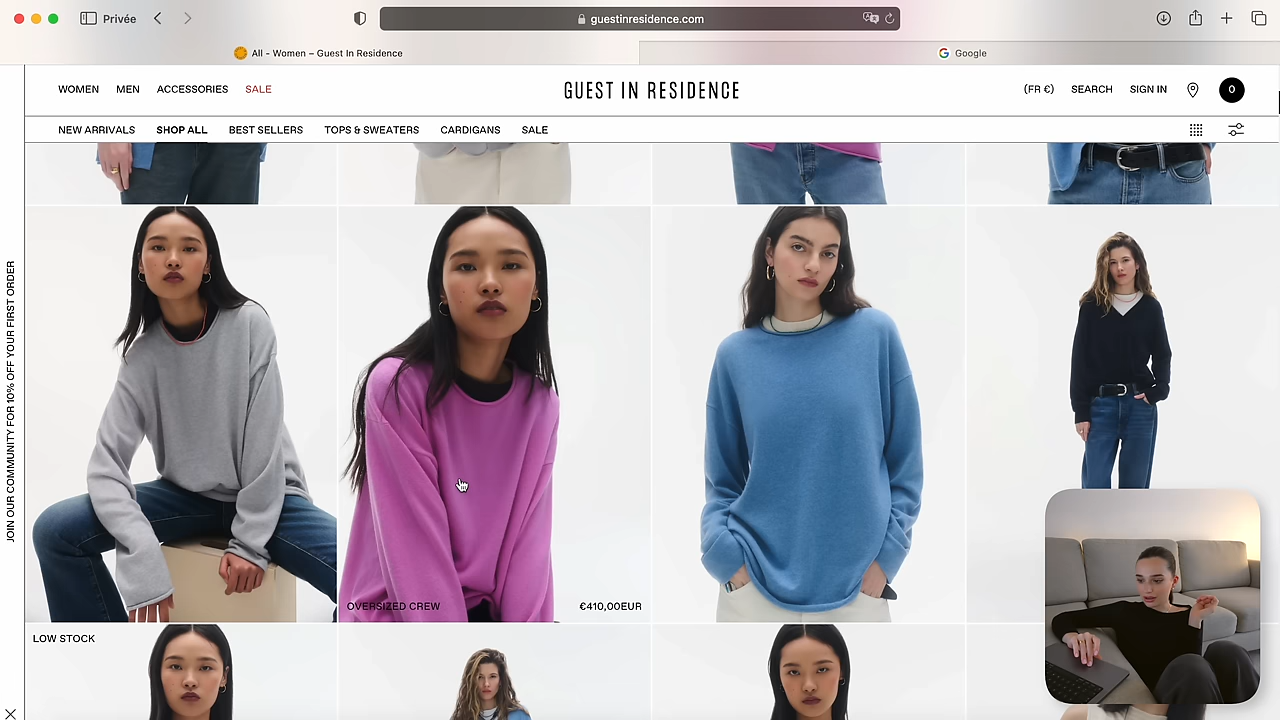 Privée
guestinresidence.com
All - Women – Guest In Residence
Google
WOMEN MEN ACCESSORIES SALE
GUEST IN RESIDENCE
(FR €) SEARCH SIGN IN 0
NEW ARRIVALS SHOP ALL BEST SELLERS TOPS & SWEATERS CARDIGANS SALE
JOIN OUR COMMUNITY FOR 10% OFF YOUR FIRST ORDER
OVERSIZED CREW €410,00EUR
LOW STOCK